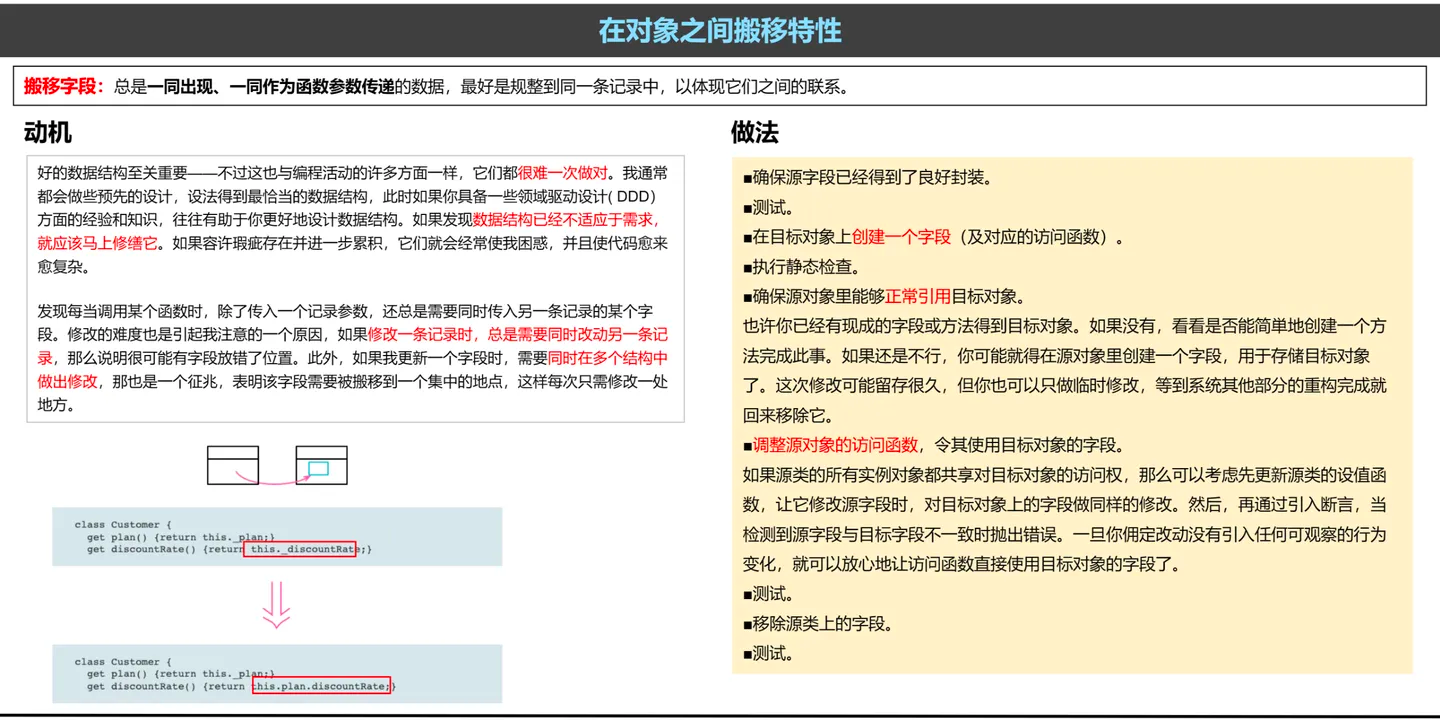 在对象之间搬移特性
搬移字段：总是一同出现、一同作为函数参数传递的数据，最好是规整到同一条记录中，以体现它们之间的联系。
动机
好的数据结构至关重要——不过这也与编程活动的许多方面一样，它们都很难一次做对。我通常
都会做些预先的设计，设法得到最恰当的数据结构，此时如果你具备一些领域驱动设计( DDD）
方面的经验和知识，往往有助于你更好地设计数据结构。如果发现数据结构已经不适应于需求，
就应该马上修缮它。如果容许瑕疵存在并进一步累积，它们就会经常使我困惑，并且使代码愈来
愈复杂。
发现每当调用某个函数时，除了传入一个记录参数，还总是需要同时传入另一条记录的某个字
段。修改的难度也是引起我注意的一个原因，如果修改一条记录时，总是需要同时改动另一条记
录，那么说明很可能有字段放错了位置。此外，如果我更新一个字段时，需要同时在多个结构中
做出修改，那也是一个征兆，表明该字段需要被搬移到一个集中的地点，这样每次只需修改一处
地方。
class Customer {
get plan() {return this._plan;}
get discountRate() {return this._discountRate;}
class Customer {
get plan() {return this._plan;}
get discountRate() {return this.plan.discountRate;}
做法
■确保源字段已经得到了良好封装。
■测试。
■在目标对象上创建一个字段（及对应的访问函数）。
■执行静态检查。
■确保源对象里能够正常引用目标对象。
也许你已经有现成的字段或方法得到目标对象。如果没有，看看是否能简单地创建一个方
法完成此事。如果还是不行，你可能就得在源对象里创建一个字段，用于存储目标对象
了。这次修改可能留存很久，但你也可以只做临时修改，等到系统其他部分的重构完成就
回来移除它。
■调整源对象的访问函数，令其使用目标对象的字段。
如果源类的所有实例对象都共享对目标对象的访问权，那么可以考虑先更新源类的设值函
数，让它修改源字段时，对目标对象上的字段做同样的修改。然后，再通过引入断言，当
检测到源字段与目标字段不一致时抛出错误。一旦你佣定改动没有引入任何可观察的行为
变化，就可以放心地让访问函数直接使用目标对象的字段了。
■测试。
■移除源类上的字段。
■测试。